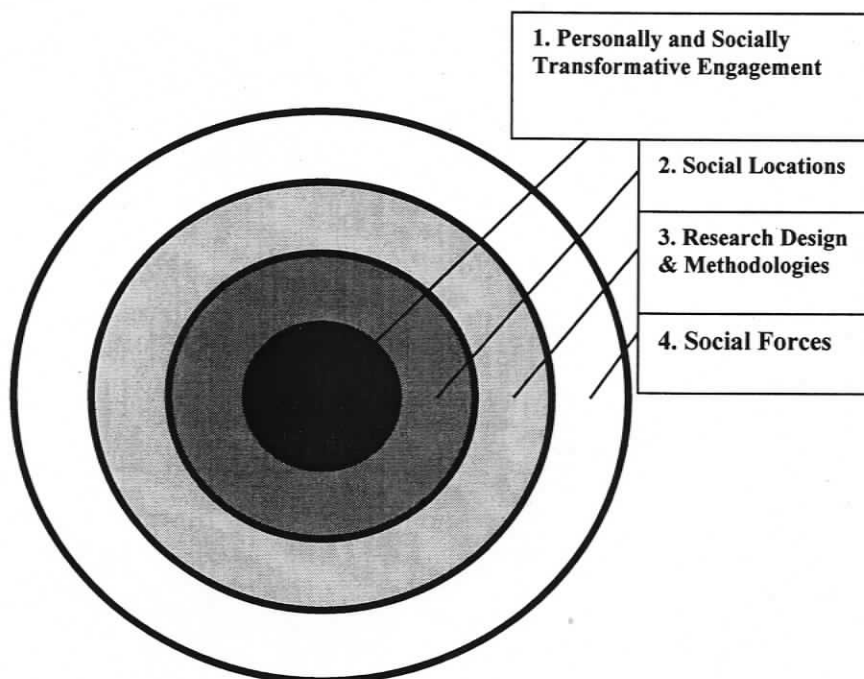 1. Personally and Socially
Transformative Engagement
2. Social Locations
3. Research Design
& Methodologies
4. Social Forces